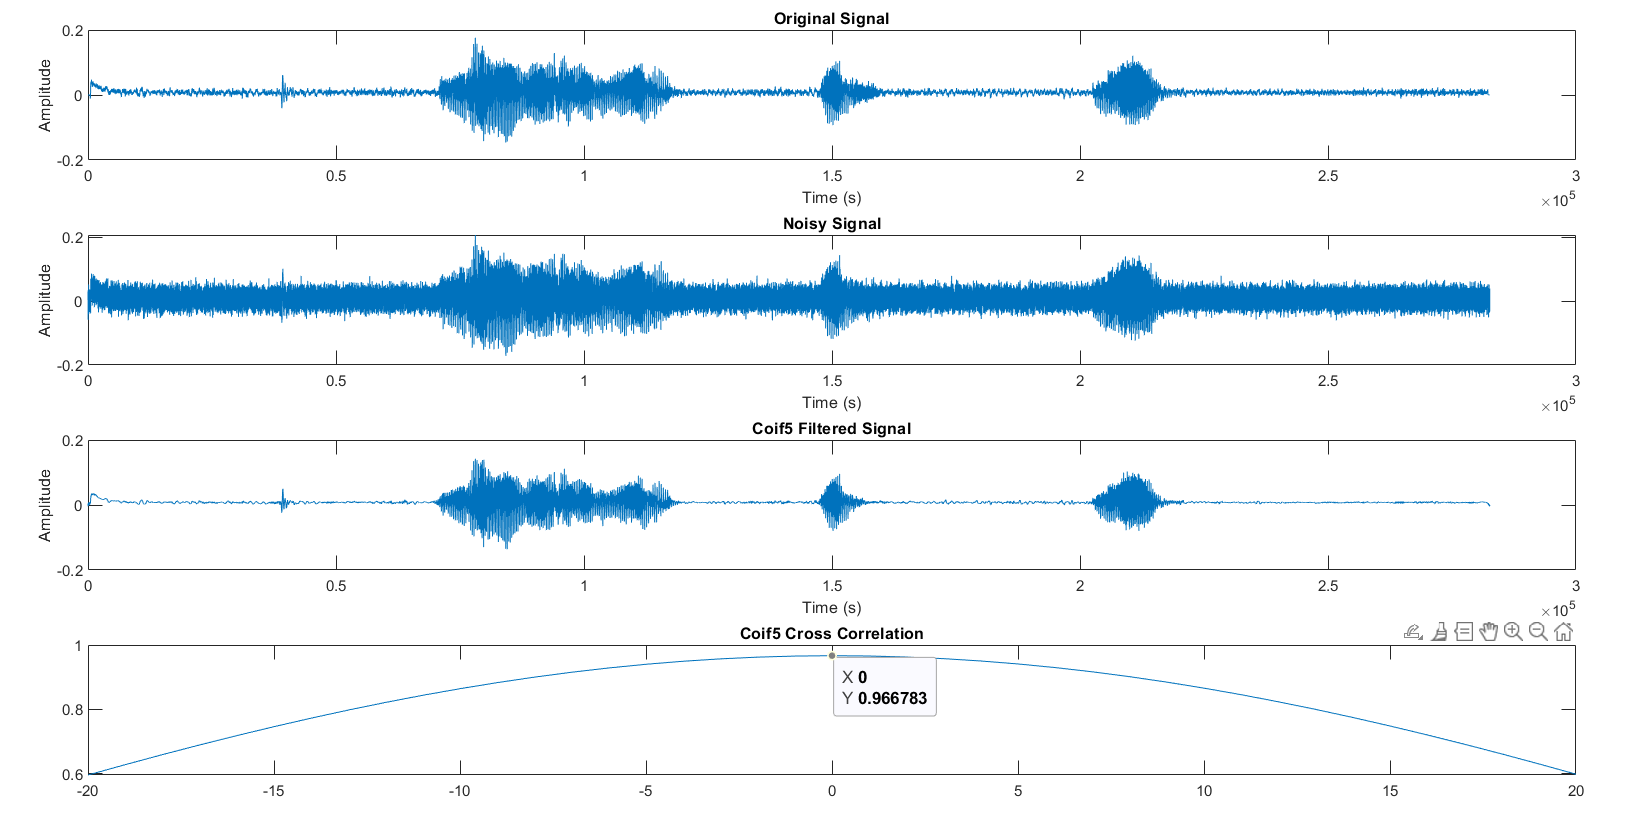 Original Signal
0.2
0
-0.2
Amplitude
0 0.5 1 1.5 2 2.5 3
Time (s)
×10^5
Noisy Signal
0.2
0
-0.2
Amplitude
0 0.5 1 1.5 2 2.5 3
Time (s)
×10^5
Coif5 Filtered Signal
0.2
0
-0.2
Amplitude
0 0.5 1 1.5 2 2.5 3
Time (s)
×10^5
Coif5 Cross Correlation
1
0.8
0.6
X 0
Y 0.966783
-20 -15 -10 -5 0 5 10 15 20